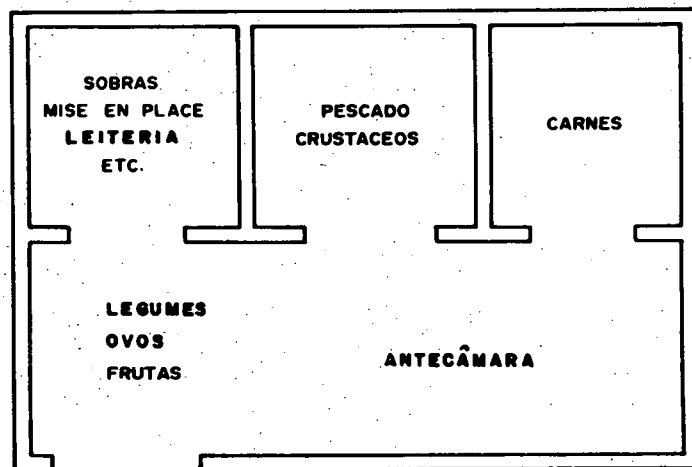 SOBRAS
MISE EN PLACE
LEITERIA
ETC.
PESCADO
CRUSTACEOS
CARNES
LEGUMES
OVOS
FRUTAS
ANTECÂMARA